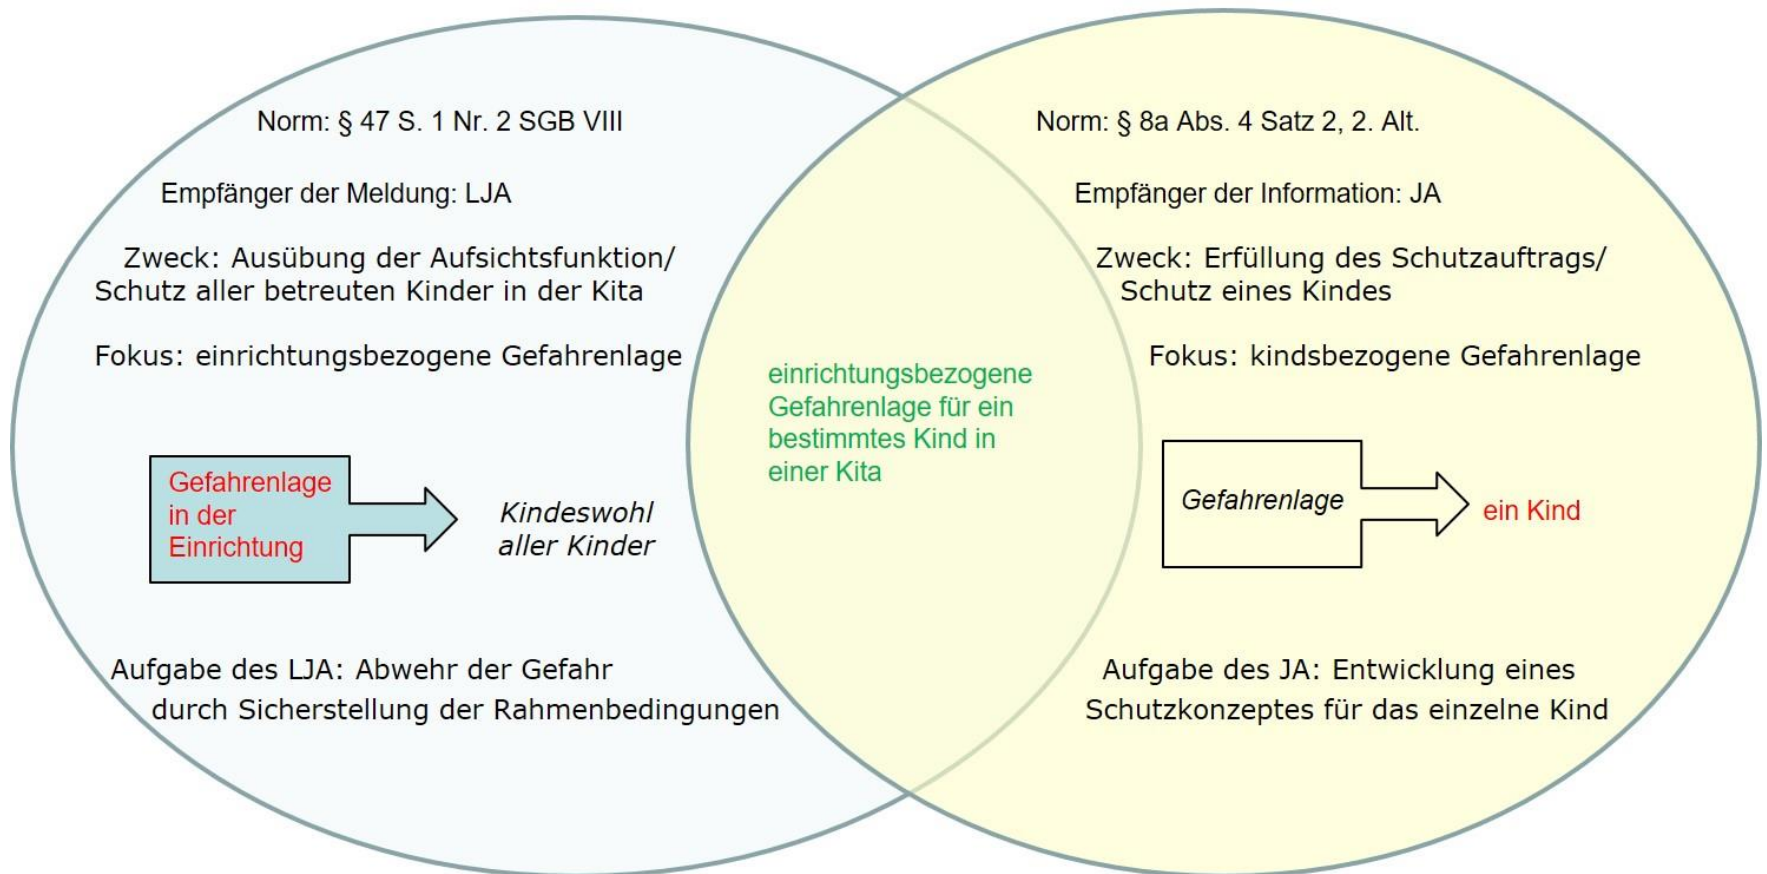 Norm: § 47 S. 1 Nr. 2 SGB VIII
Empfänger der Meldung: LJA
Zweck: Ausübung der Aufsichtsfunktion/
Schutz aller betreuten Kinder in der Kita
Fokus: einrichtungsbezogene Gefahrenlage
Gefahrenlage
in der
Einrichtung
Kindeswohl
aller Kinder
Aufgabe des LJA: Abwehr der Gefahr
durch Sicherstellung der Rahmenbedingungen
einrichtungsbezogene
Gefahrenlage für ein
bestimmtes Kind in
einer Kita
Norm: § 8a Abs. 4 Satz 2, 2. Alt.
Empfänger der Information: JA
Zweck: Erfüllung des Schutzauftrags/
Schutz eines Kindes
Fokus: kindsbezogene Gefahrenlage
Gefahrenlage
ein Kind
Aufgabe des JA: Entwicklung eines
Schutzkonzeptes für das einzelne Kind